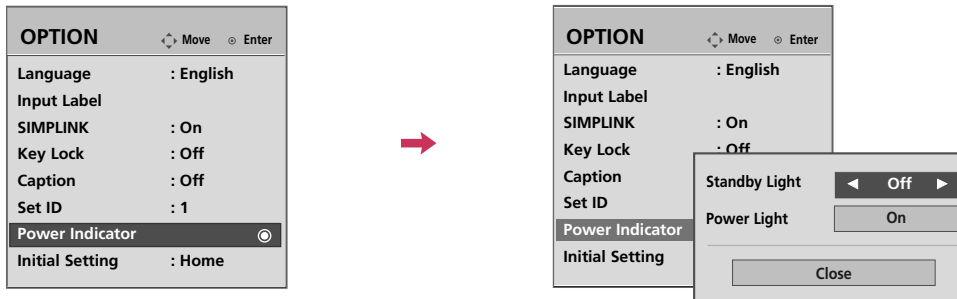 OPTION Move Enter
Language : English
Input Label
SIMPLINK : On
Key Lock : Off
Caption : Off
Set ID : 1
Power Indicator
Initial Setting : Home
OPTION Move Enter
Language : English
Input Label
SIMPLINK : On
Key Lock : Off
Caption
Set ID
Power Indicator
Initial Setting
Standby Light ◄ Off ►
Power Light On
Close